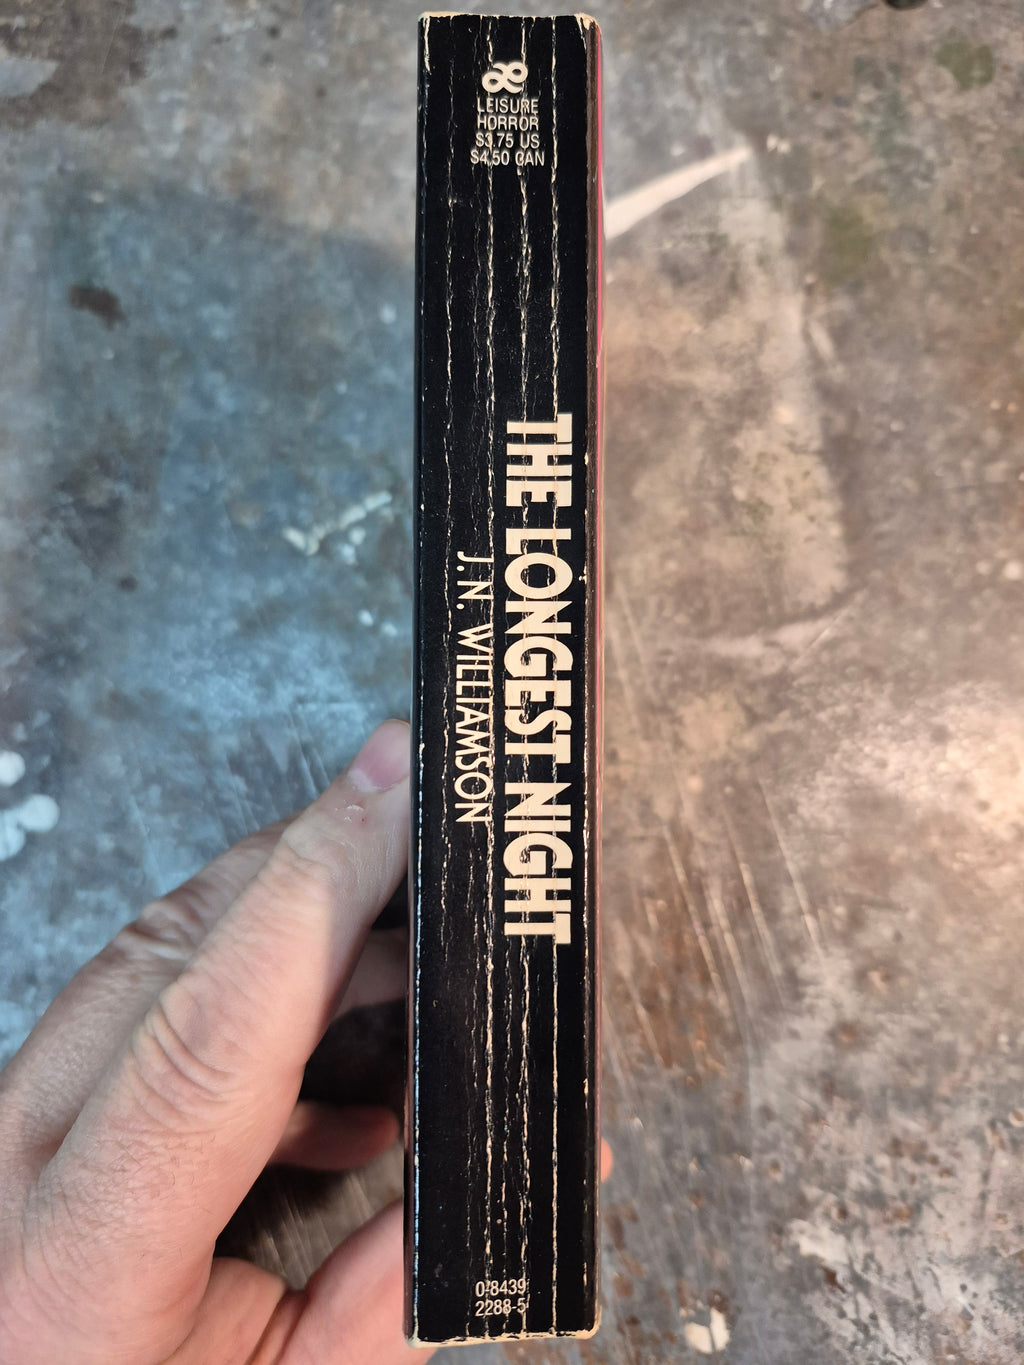 LEISURE
HORROR
$3.75 US
$4.50 CAN
THE LONGEST NIGHT
J.N. WILLIAMSON
0-8439
2288-5